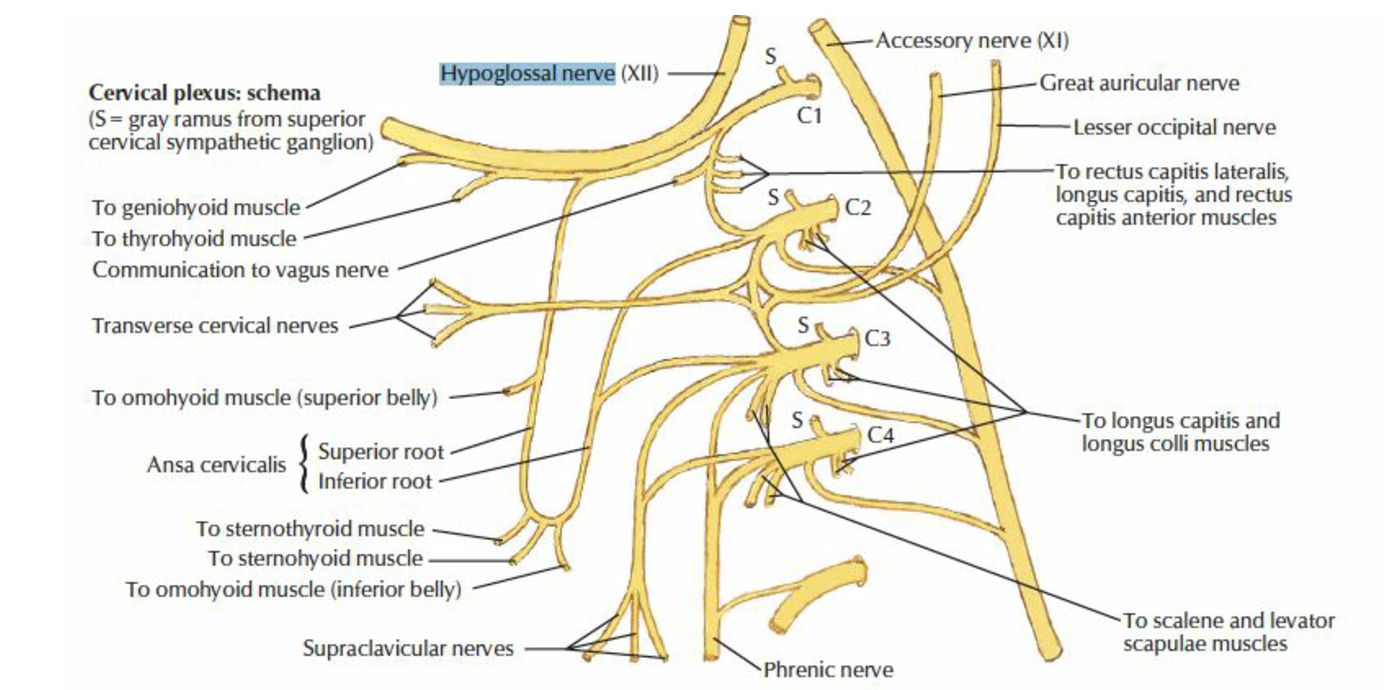 Cervical plexus: schema
(S = gray ramus from superior
cervical sympathetic ganglion)
Hypoglossal nerve (XII)
S
C1
Accessory nerve (XI)
Great auricular nerve
Lesser occipital nerve
To rectus capitis lateralis,
longus capitis, and rectus
capitis anterior muscles
To geniohyoid muscle
To thyrohyoid muscle
Communication to vagus nerve
S
C2
Transverse cervical nerves
S
C3
To omohyoid muscle (superior belly)
Ansa cervicalis { Superior root
Inferior root
S
C4
To longus capitis and
longus colli muscles
To sternothyroid muscle
To sternohyoid muscle
To omohyoid muscle (inferior belly)
Supraclavicular nerves
Phrenic nerve
To scalene and levator
scapulae muscles